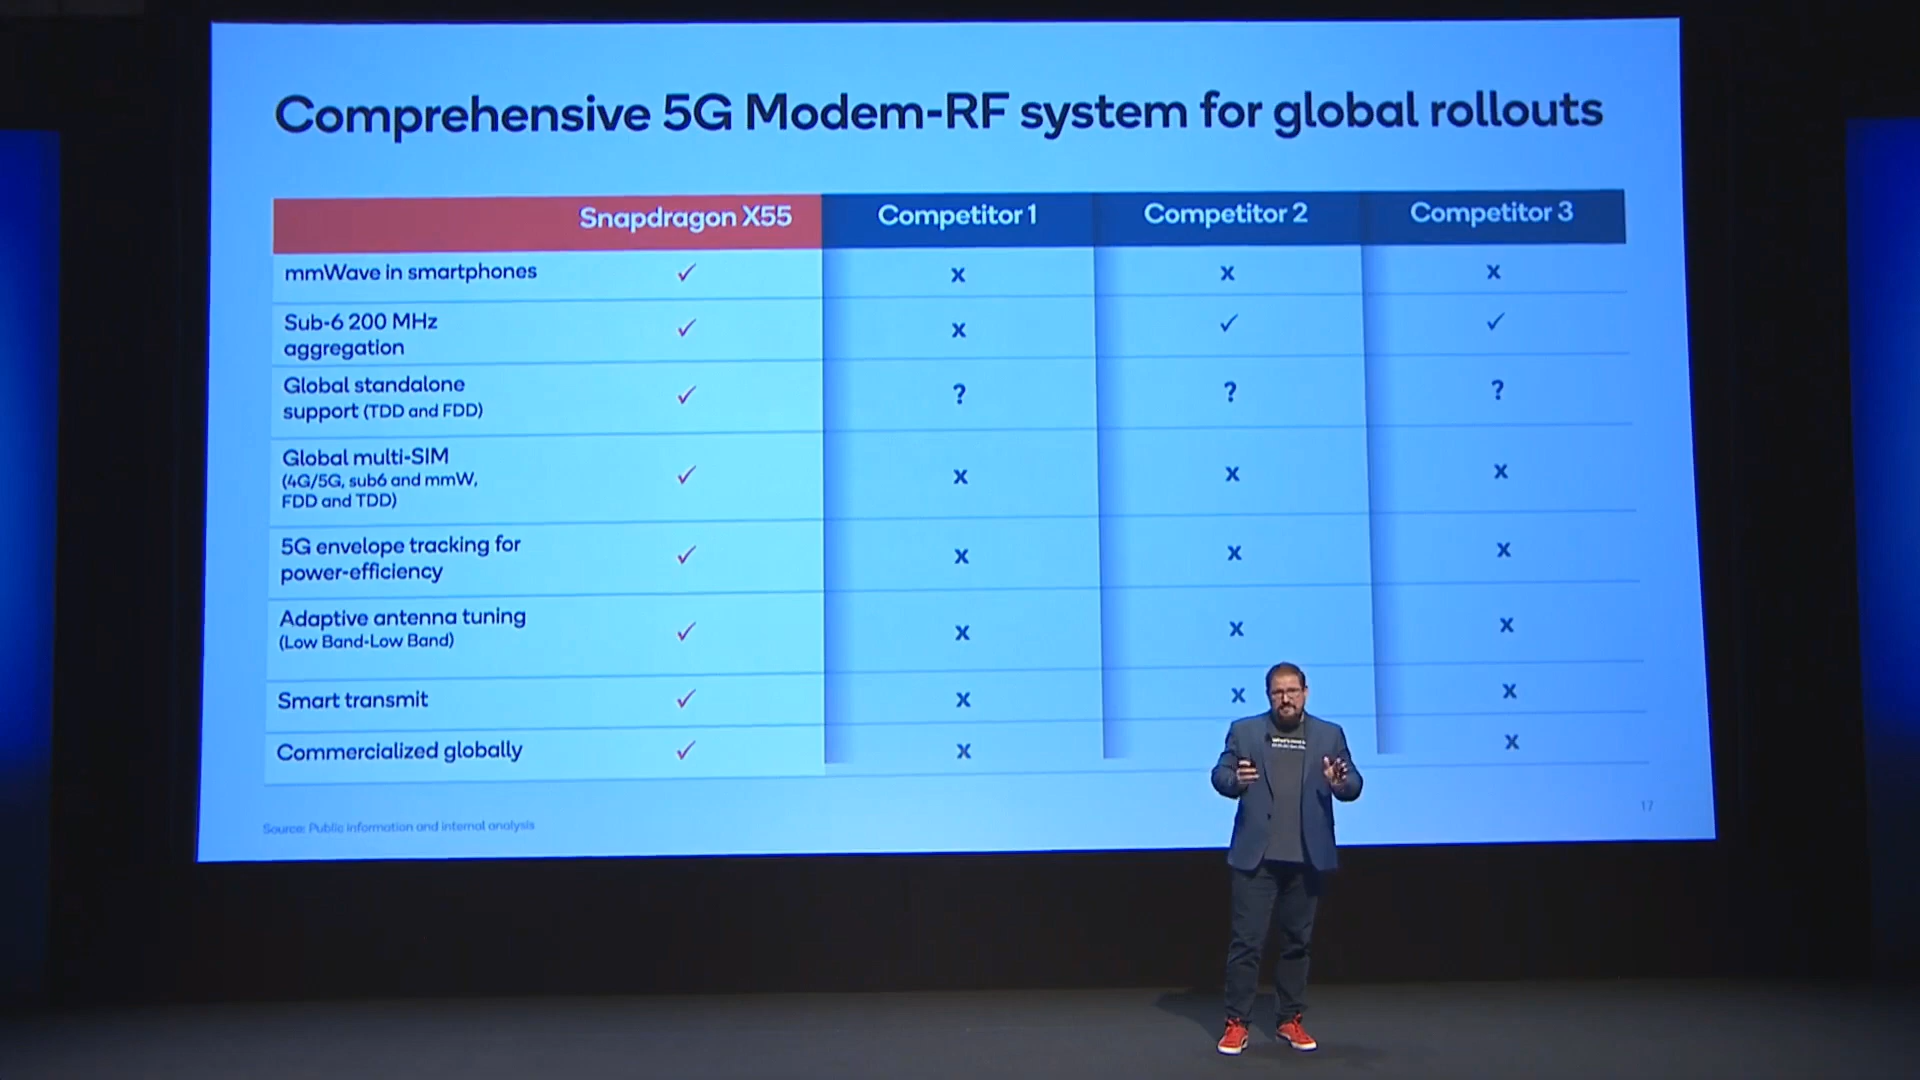 Comprehensive 5G Modem-RF system for global rollouts
Snapdragon X55 Competitor 1 Competitor 2 Competitor 3
mmWave in smartphones ✓ x x x
Sub-6 200 MHz
aggregation ✓ x ✓ ✓
Global standalone
support (TDD and FDD) ✓ ? ? ?
Global multi-SIM
(4G/5G, sub6 and mmW,
FDD and TDD) ✓ x x x
5G envelope tracking for
power-efficiency ✓ x x x
Adaptive antenna tuning
(Low Band-Low Band) ✓ x x x
Smart transmit ✓ x x x
Commercialized globally ✓ x x
Source: Public information and internal analysis
17